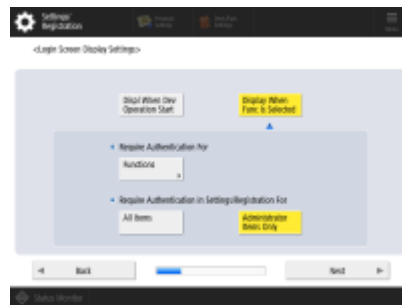 Settings/
Registration
<Login Screen Display Settings>
Displ When Dev
Operation Start
Display When
Func Is Selected
Require Authentication For
Functions
Require Authentication in Settings/Registration For
All Items
Administrator
Items Only
Back
Next
Status Monitor